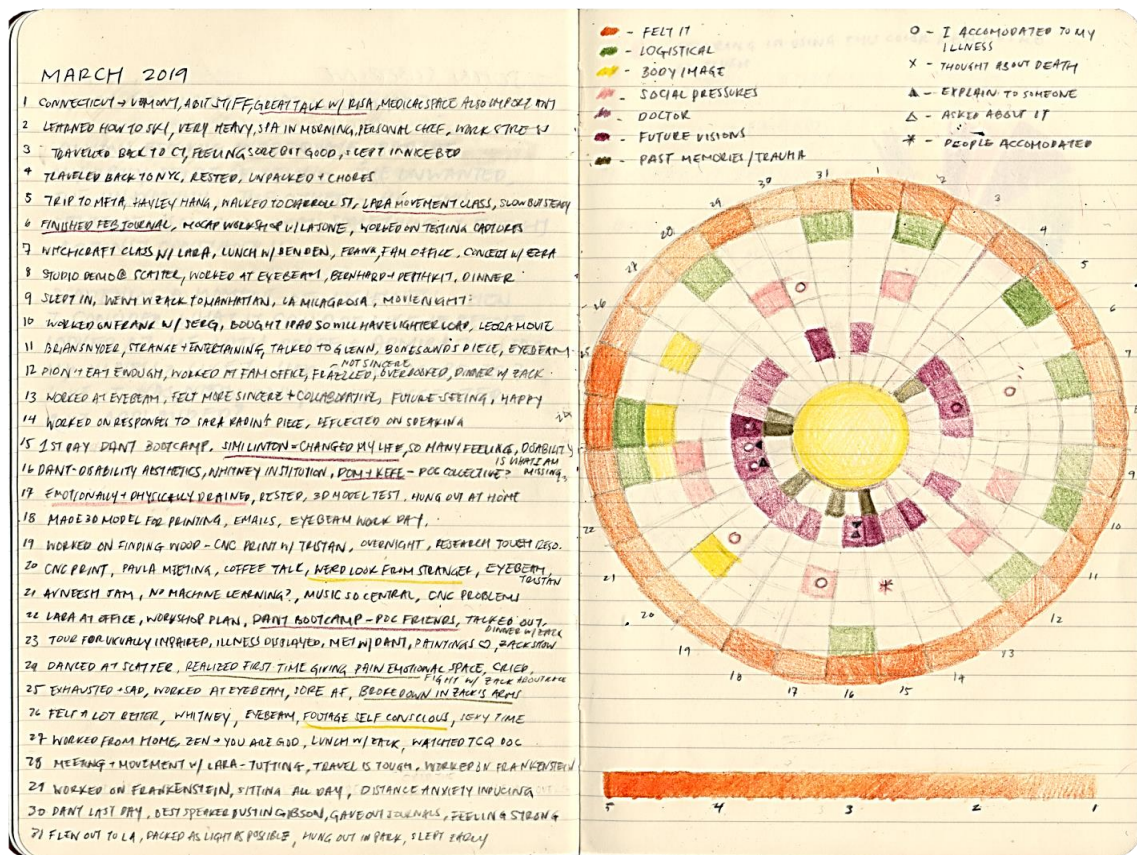 MARCH 2019
1 CONNECTICUT → VERMONT, A BIT STIFF, GREAT TALK W/ RISA, MEDICAL SPACE ALSO IMPORTANT
2 LEARNED HOW TO SKI, VERY HEAVY, SPA IN MORNING, PERSONAL CHEF, WORK STRESS
3 TRAVELLED BACK TO CT, FEELING SORE BUT GOOD, SLEPT IN NICE BED
4 TRAVELED BACK TO NYC, RESTED, UNPACKED + CHORES
5 TRIP TO META, HAYLEY HANG, WALKED TO CARROLL ST, LARA MOVEMENT CLASS, SLOW BUT STEADY
6 FINISHED FEB JOURNAL, MOCAP WORKSHOP W/ LATONE, WORKED ON TESTING CAPTURES
7 WITCHCRAFT CLASS W/ LARA, LUNCH W/ BENDEN, FRANK, FAM OFFICE, CONCERT W/ EZRA
8 STUDIO DEMO @ SCATTER, WORKED AT EYEBEAM, BERNHARD + DEPTHKIT, DINNER
9 SLEPT IN, WENT BACK TO MANHATTAN, LA MILAGROSA, MOVIE NIGHT
10 WORKED ON FRANK W/ SERG, BOUGHT IPAD SO WILL HAVE LIGHTER LOAD, LEORA MOVIE
11 BRIAN SNYDER, STRANGE + ENTERTAINING, TALKED TO GLENN, BONESOUNDS PIECE, EYEBEAM
NOT SINCERE
12 DIDN'T EAT ENOUGH, WORKED AT FAM OFFICE, FRAZZLED, OVERBOOKED, DINNER W/ ZACK
13 WORKED AT EYEBEAM, FELT MORE SINCERE + COLLABORATIVE, FUTURE SEEING, HAPPY
14 WORKED ON RESPONSE TO SARA RADIN'S PIECE, REFLECTED ON SPEAKING
15 1ST DAY DANT BOOTCAMP. SIMI LINTON = CHANGED MY LIFE, SO MANY FEELING, DISABILITY
IS WHAT I AM
16 DANT-DISABILITY AESTHETICS, WHITNEY INSTITUTION, DOM + KEFE - POC COLLECTIVE? MISSING
17 EMOTIONALLY + PHYSICALLY DRAINED, RESTED, 3D MODEL TEST, HUNG OUT AT HOME
18 MADE 3D MODEL FOR PRINTING, EMAILS, EYEBEAM WORK DAY.
19 WORKED ON FINDING WOOD - CNC PRINT W/ TRISTAN, OVERNIGHT, RESEARCH TOUCH DESG.
20 CNC PRINT, PAULA MEETING, COFFEE TALK, WEIRD LOOK FROM STRANGER, EYEBEAM,
TRISTAN
21 AVNEESH JAM, NO MACHINE LEARNING?, MUSIC SO CENTRAL, CNC PROBLEMS
22 LARA AT OFFICE, WORKSHOP PLAN, DANT BOOTCAMP - POC FRIENDS, TALKED OUT,
DINNER W/ ZACK
23 TOUR FOR VISUALLY IMPAIRED, ILLNESS DISPLAYED, MET W/ DANT, PAINTINGS ♡, ZACK SHOW
24 DANCED AT SCATTER, REALIZED FIRST TIME GIVING PAIN EMOTIONAL SPACE, CRIED,
FIGHT W/ ZACK ABOUT
25 EXHAUSTED + SAD, WORKED AT EYEBEAM, SORE AF, BROKE DOWN IN ZACK'S ARMS
26 FELT A LOT BETTER, WHITNEY, EYEBEAM, FOOTAGE SELF CONSCIOUS, SEXY TIME
27 WORKED FROM HOME, ZEN + YOU ARE GOD, LUNCH W/ ZACK, WATCHED TCQ DOC
28 MEETING + MOVEMENT W/ LARA - TUTTING, TRAVEL IS TOUGH, WORKED ON FRANKENSTEIN
29 WORKED ON FRANKENSTEIN, SITTING ALL DAY, DISTANCE ANXIETY INDUCING
30 DANT LAST DAY, BEST SPEAKER DUSTIN GIBSON, GAVE OUT JOURNALS, FEELING STRONG
31 FLEW OUT TO LA, PACKED AS LIGHT AS POSSIBLE, HUNG OUT IN PARK, SLEPT EARLY
- FELT IT
- LOGISTICAL
- BODY IMAGE
- SOCIAL PRESSURES
- DOCTOR
- FUTURE VISIONS
- PAST MEMORIES / TRAUMA
O - I ACCOMODATED TO MY
ILLNESS
X - THOUGHT ABOUT DEATH
▲ - EXPLAIN TO SOMEONE
△ - ASKED ABOUT IT
* - PEOPLE ACCOMODATED
1
2
3
4
5
6
7
9
10
11
12
13
14
15
16
17
18
19
20
21
22
26
27
28
29
30
31
5 4 3 2 1